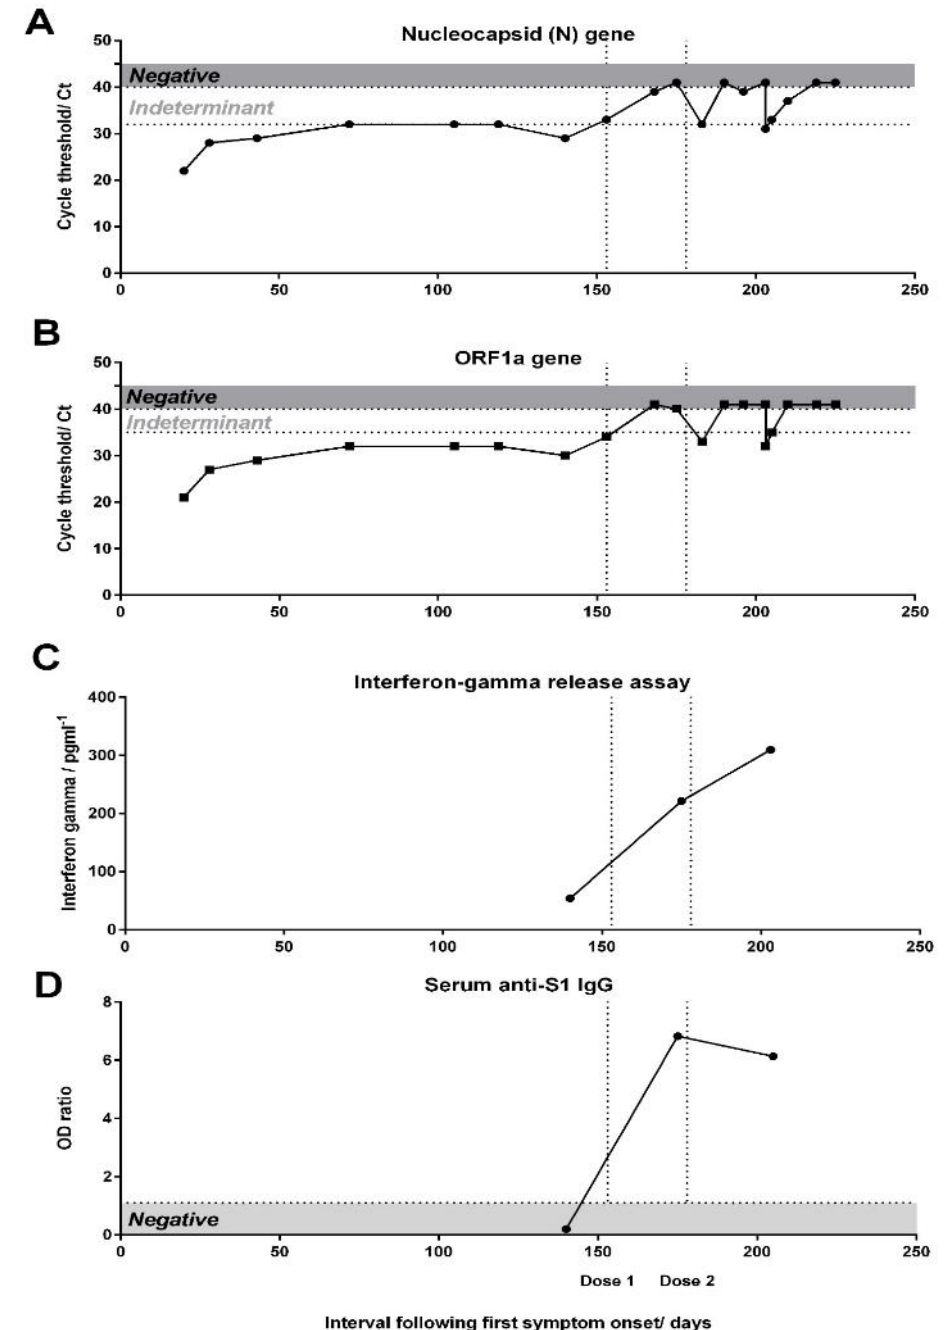 A
Nucleocapsid (N) gene
Cycle threshold/ Ct
50
40
30
20
10
0
Negative
Indeterminant
0 50 100 150 200 250
B
ORF1a gene
Cycle threshold/ Ct
50
40
30
20
10
0
Negative
Indeterminant
0 50 100 150 200 250
C
Interferon-gamma release assay
Interferon gamma / pgml⁻¹
400
300
200
100
0
0 50 100 150 200 250
D
Serum anti-S1 IgG
OD ratio
8
6
4
2
0
Negative
0 50 100 150 200 250
Dose 1 Dose 2
Interval following first symptom onset/ days